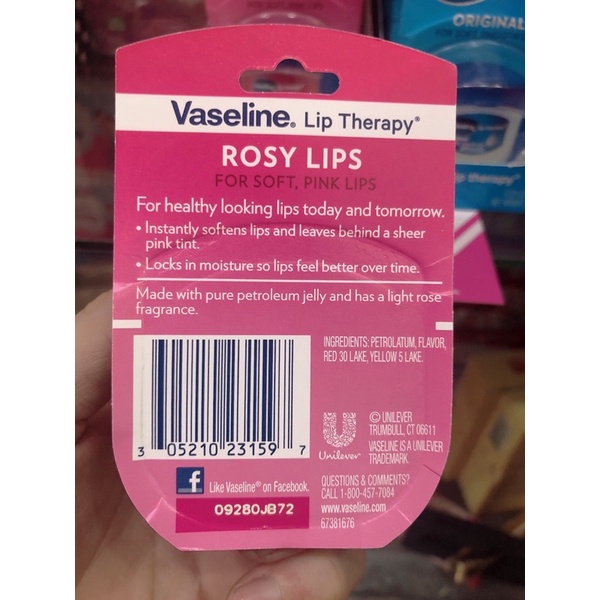 ORIGINAL
Vaseline® Lip Therapy®
ROSY LIPS
FOR SOFT, PINK LIPS
lip therapy
For healthy looking lips today and tomorrow.
• Instantly softens lips and leaves behind a sheer
pink tint.
• Locks in moisture so lips feel better over time.
Made with pure petroleum jelly and has a light rose
fragrance.
INGREDIENTS: PETROLATUM, FLAVOR,
RED 30 LAKE, YELLOW 5 LAKE.
3 05210 23159 7
Unilever
© UNILEVER
TRUMBULL, CT 06611
VASELINE IS A UNILEVER
TRADEMARK
f Like Vaseline® on Facebook.
09280JB72
QUESTIONS & COMMENTS?
CALL 1-800-457-7084
www.vaseline.com
67381676